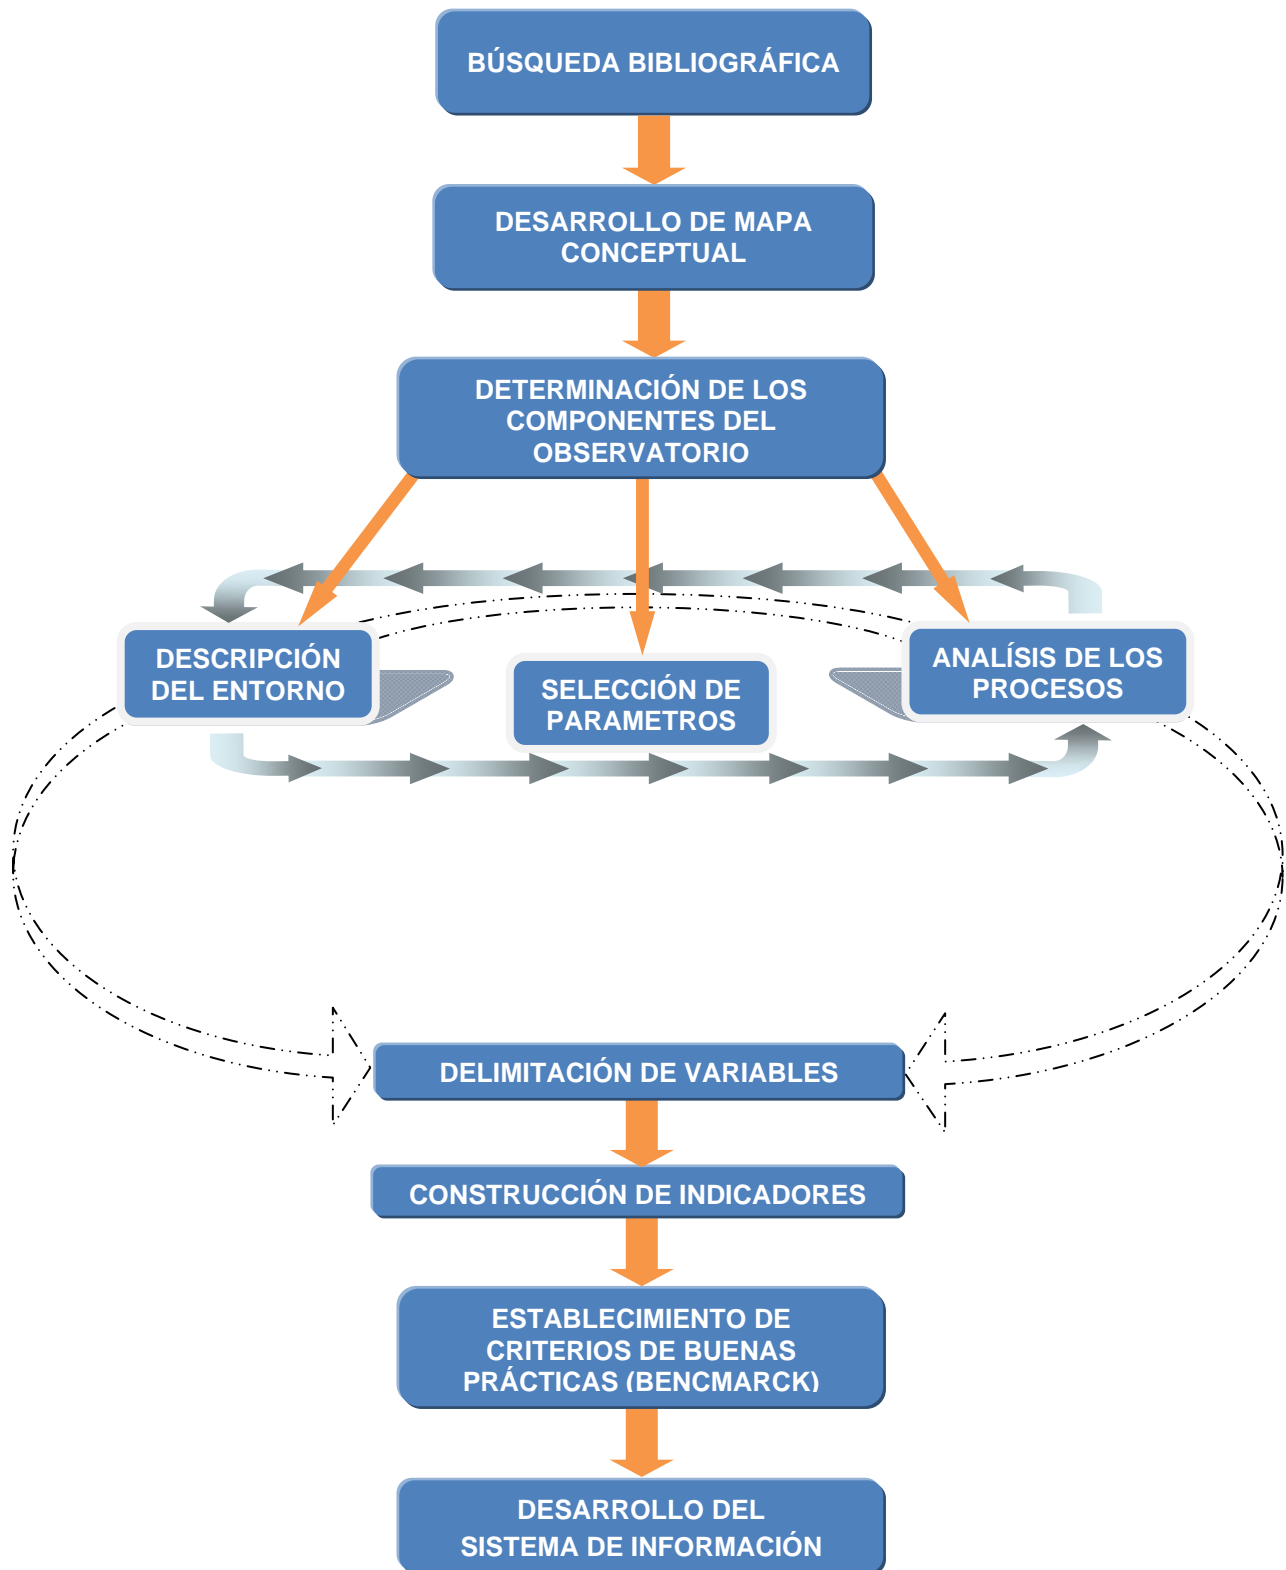 BÚSQUEDA BIBLIOGRÁFICA
DESARROLLO DE MAPA
CONCEPTUAL
DETERMINACIÓN DE LOS
COMPONENTES DEL
OBSERVATORIO
DESCRIPCIÓN
DEL ENTORNO
SELECCIÓN DE
PARAMETROS
ANALÍSIS DE LOS
PROCESOS
DELIMITACIÓN DE VARIABLES
CONSTRUCCIÓN DE INDICADORES
ESTABLECIMIENTO DE
CRITERIOS DE BUENAS
PRÁCTICAS (BENCMARCK)
DESARROLLO DEL
SISTEMA DE INFORMACIÓN